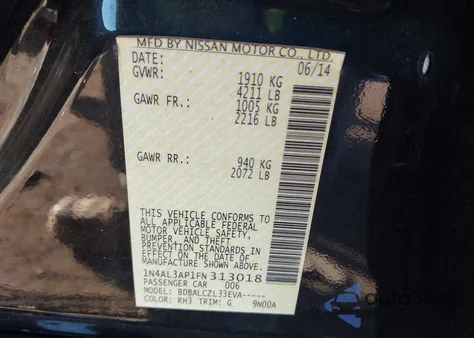 MFD BY NISSAN MOTOR CO., LTD.
DATE: 06/14
GVWR: 1910 KG
4211 LB
GAWR FR: 1005 KG
2216 LB
GAWR RR: 940 KG
2072 LB
THIS VEHICLE CONFORMS TO
ALL APPLICABLE FEDERAL
MOTOR VEHICLE SAFETY,
BUMPER, AND THEFT
PREVENTION STANDARDS IN
EFFECT ON THE DATE OF
MANUFACTURE SHOWN ABOVE.
1N4AL3AP1FN313018
PASSENGER CAR 006
MODEL: BDBALCZL33EVA-----
COLOR: KH3 TRIM: G 9N00A